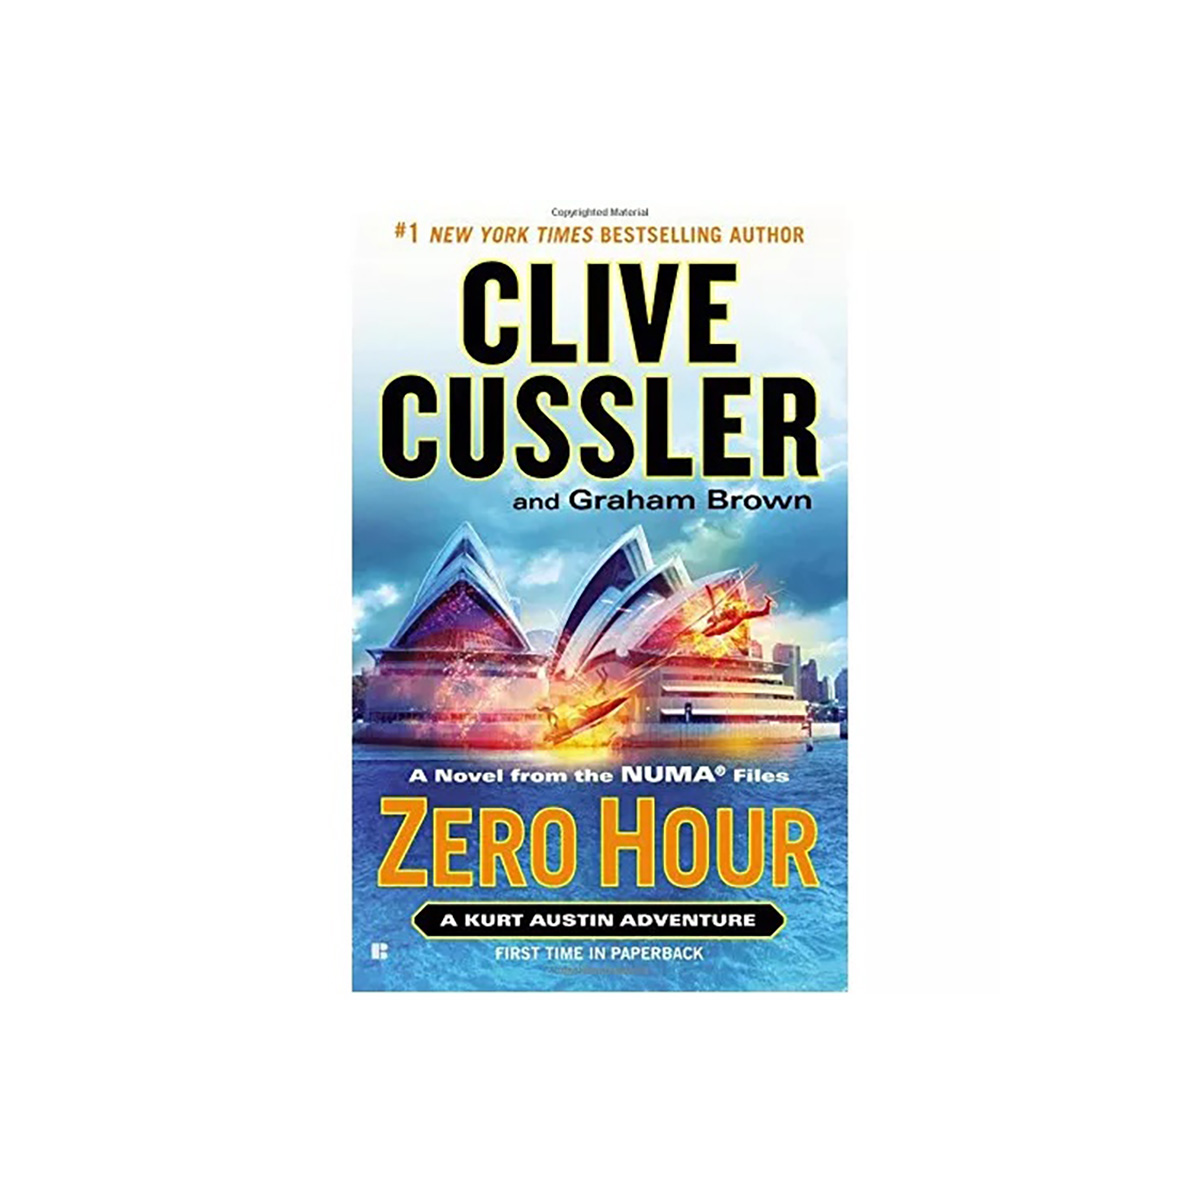 Copyrighted Material
#1 NEW YORK TIMES BESTSELLING AUTHOR
CLIVE
CUSSLER
and Graham Brown
A Novel from the NUMA® Files
ZERO HOUR
A KURT AUSTIN ADVENTURE
FIRST TIME IN PAPERBACK